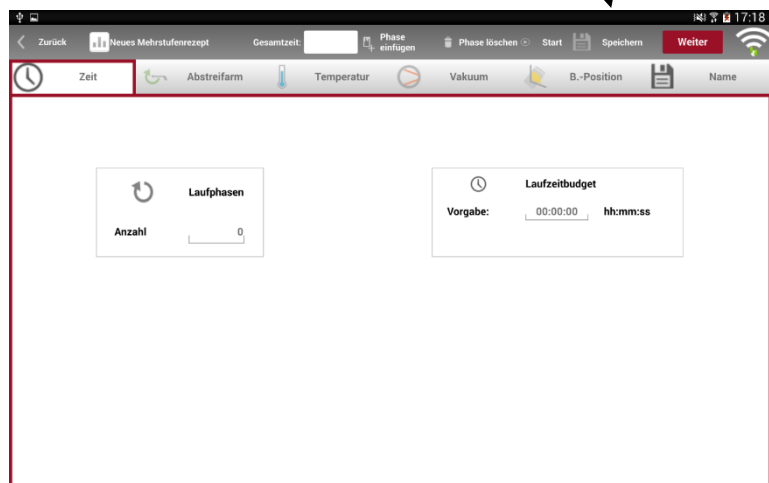 17:18
Zurück Neues Mehrstufenrezept Gesamtzeit: Phase einfügen Phase löschen Start Speichern Weiter
Zeit Abstreifarm Temperatur Vakuum B.-Position Name
Laufphasen
Anzahl 0
Laufzeitbudget
Vorgabe: 00:00:00 hh:mm:ss